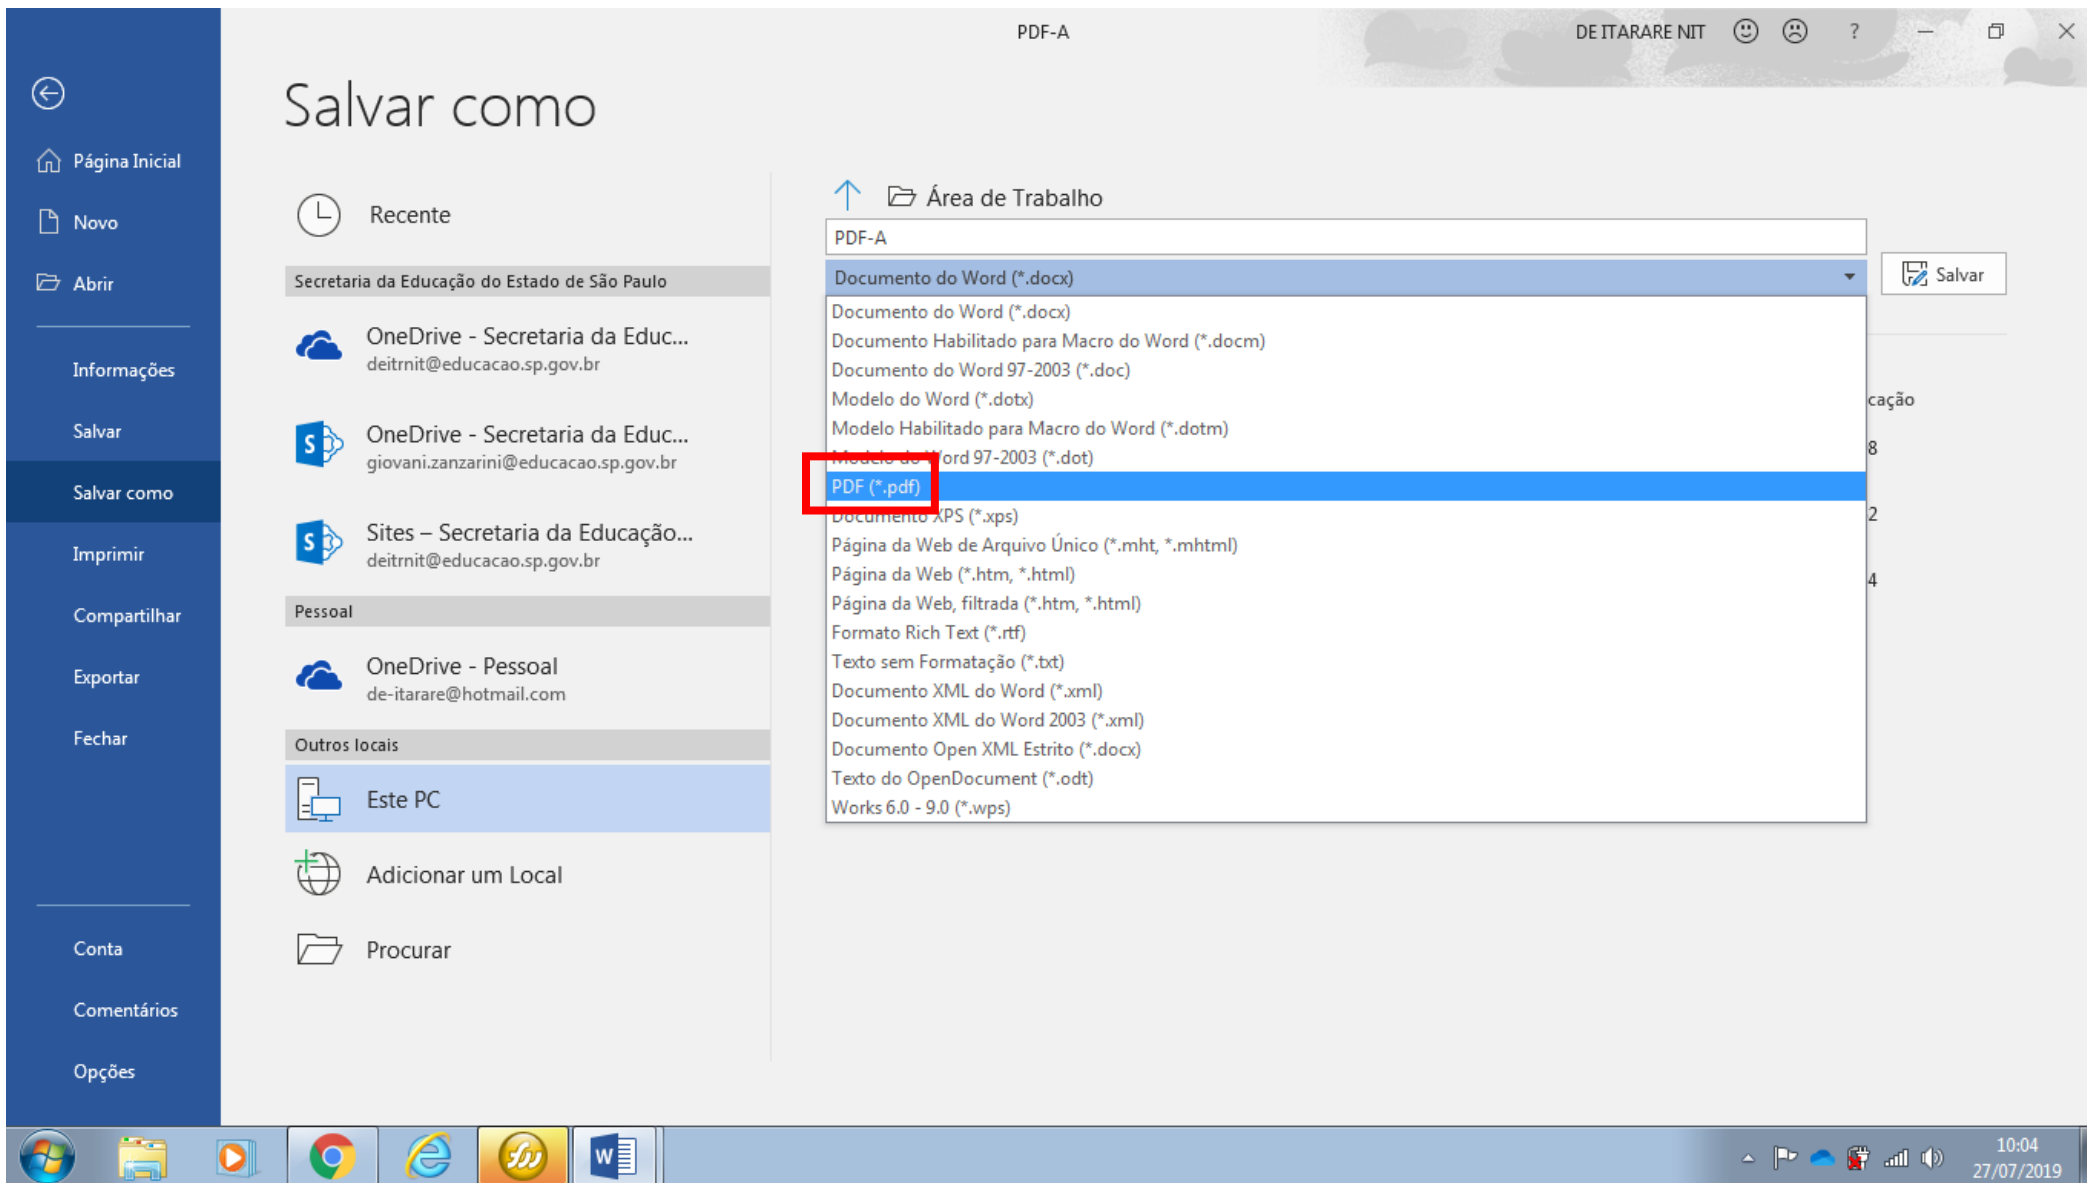 PDF-A
DE ITARARE NIT
?
Salvar como
Página Inicial
Novo
Abrir
Informações
Salvar
Salvar como
Imprimir
Compartilhar
Exportar
Fechar
Conta
Comentários
Opções
Recente
Secretaria da Educação do Estado de São Paulo
OneDrive - Secretaria da Educ...
deitrnit@educacao.sp.gov.br
OneDrive - Secretaria da Educ...
giovani.zanzarini@educacao.sp.gov.br
Sites – Secretaria da Educação...
deitrnit@educacao.sp.gov.br
Pessoal
OneDrive - Pessoal
de-itarare@hotmail.com
Outros locais
Este PC
Adicionar um Local
Procurar
Área de Trabalho
PDF-A
Documento do Word (*.docx)
Salvar
Documento do Word (*.docx)
Documento Habilitado para Macro do Word (*.docm)
Documento do Word 97-2003 (*.doc)
Modelo do Word (*.dotx)
Modelo Habilitado para Macro do Word (*.dotm)
Modelo do Word 97-2003 (*.dot)
PDF (*.pdf)
Documento XPS (*.xps)
Página da Web de Arquivo Único (*.mht, *.mhtml)
Página da Web (*.htm, *.html)
Página da Web, filtrada (*.htm, *.html)
Formato Rich Text (*.rtf)
Texto sem Formatação (*.txt)
Documento XML do Word (*.xml)
Documento XML do Word 2003 (*.xml)
Documento Open XML Estrito (*.docx)
Texto do OpenDocument (*.odt)
Works 6.0 - 9.0 (*.wps)
cação
8
2
4
10:04
27/07/2019